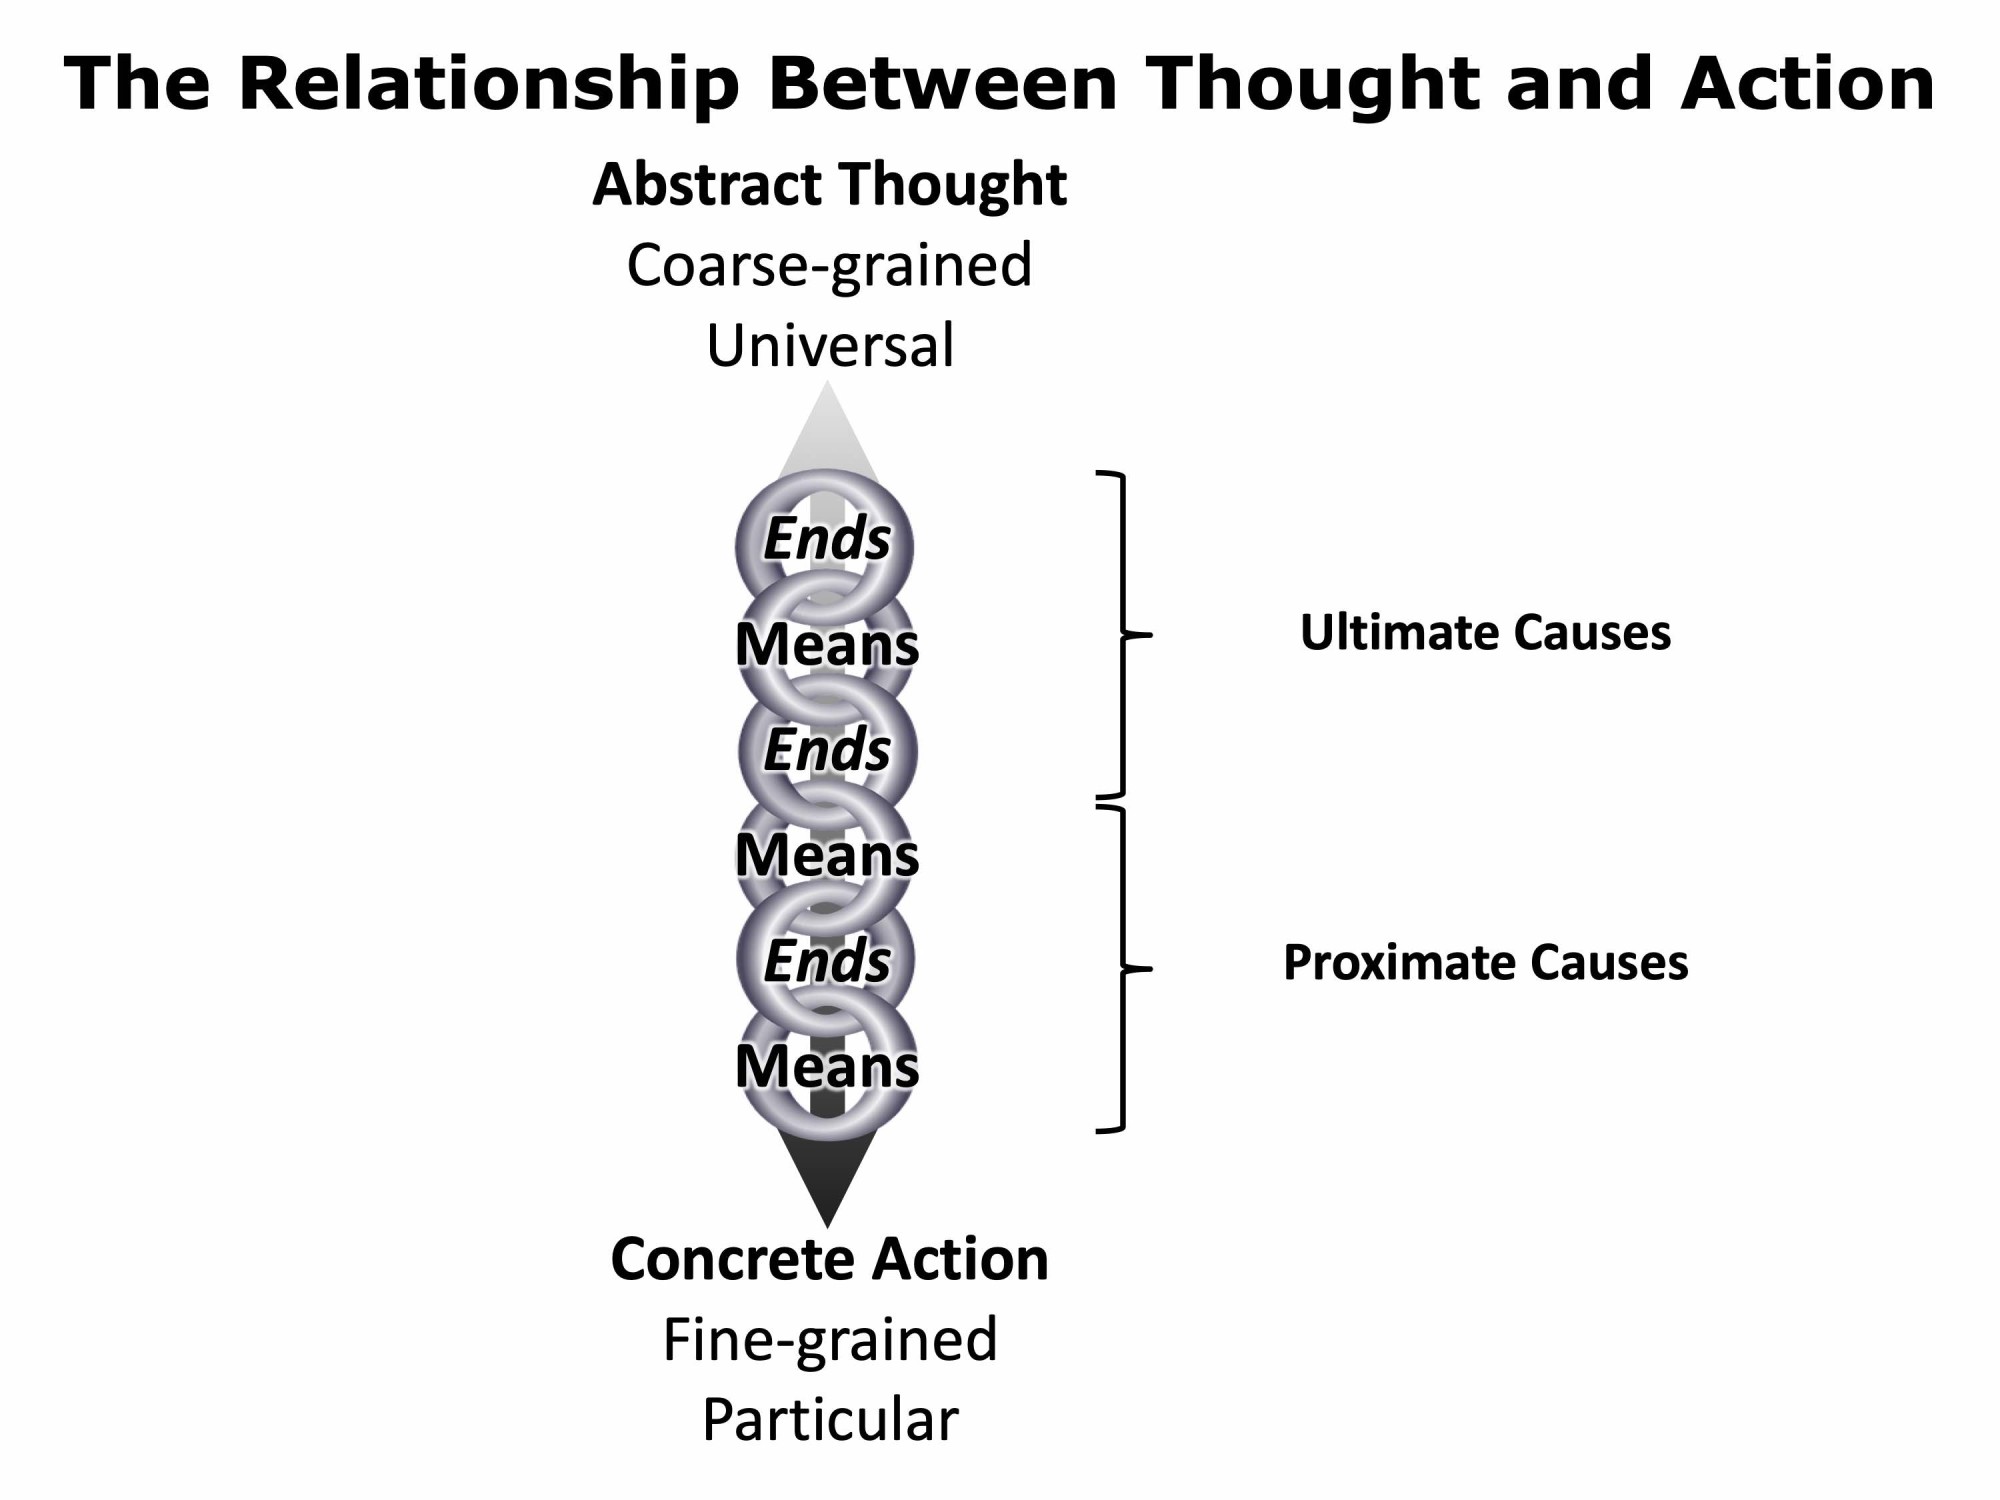 The Relationship Between Thought and Action
Abstract Thought
Coarse-grained
Universal
Ends
Means
Ends
Means
Ends
Means
Ultimate Causes
Proximate Causes
Concrete Action
Fine-grained
Particular